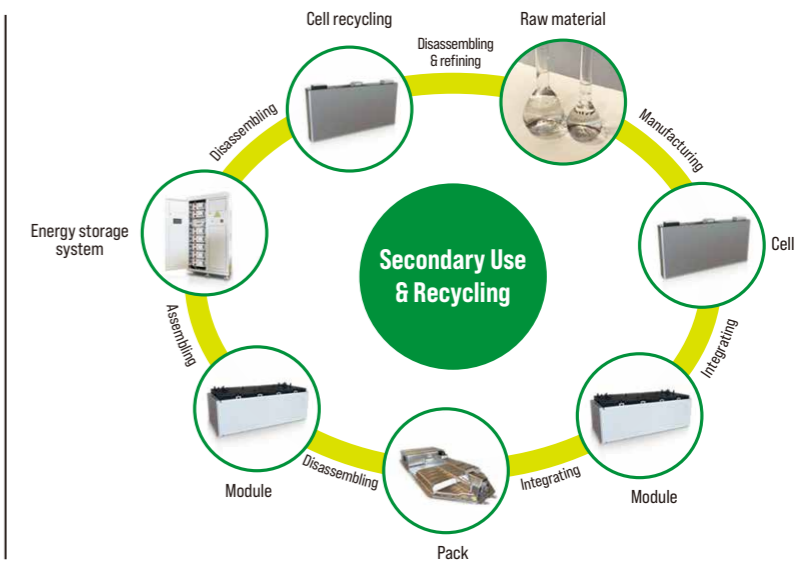 Cell recycling
Disassembling
& refining
Raw material
Manufacturing
Cell
Integrating
Module
Integrating
Pack
Disassembling
Module
Assembling
Energy storage
system
Disassembling
Secondary Use
& Recycling